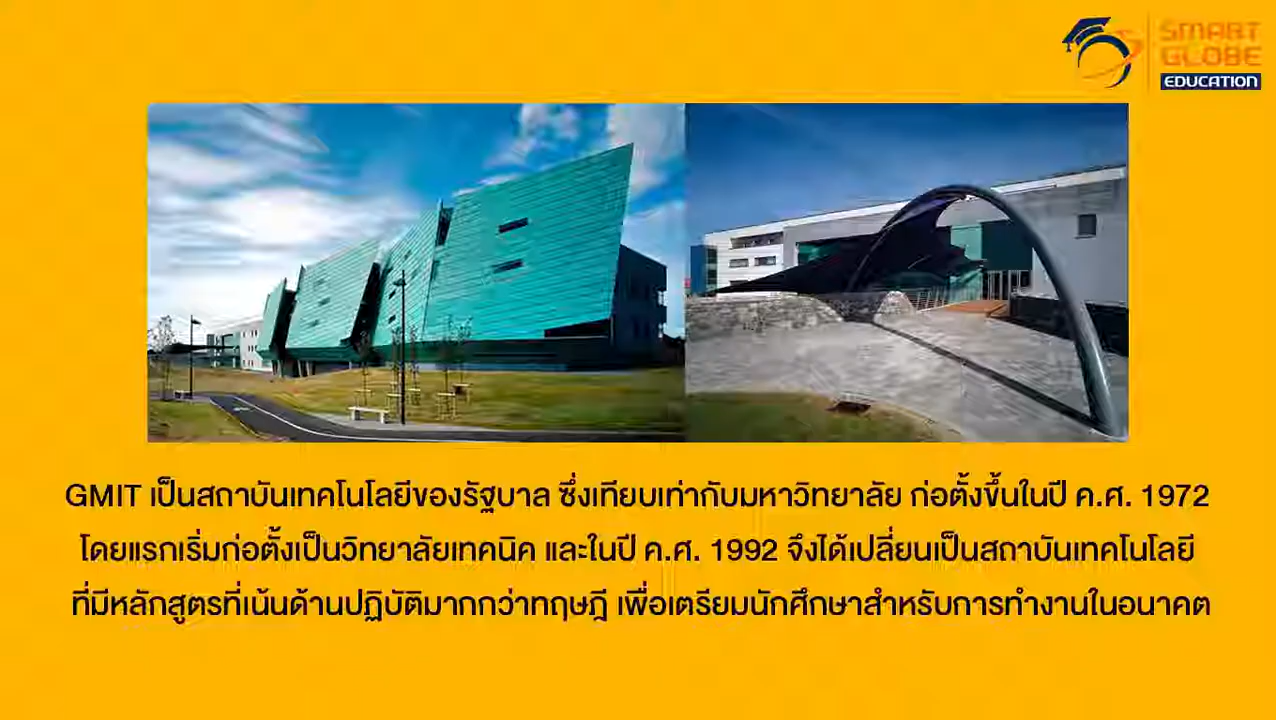 SMART
GLOBE
EDUCATION
GMIT เป็นสถาบันเทคโนโลยีของรัฐบาล ซึ่งเทียบเท่ากับมหาวิทยาลัย ก่อตั้งขึ้นในปี ค.ศ. 1972
โดยแรกเริ่มก่อตั้งเป็นวิทยาลัยเทคนิค และในปี ค.ศ. 1992 จึงได้เปลี่ยนเป็นสถาบันเทคโนโลยี
ที่มีหลักสูตรที่เน้นด้านปฏิบัติมากกว่าทฤษฎี เพื่อเตรียมนักศึกษาสำหรับการทำงานในอนาคต